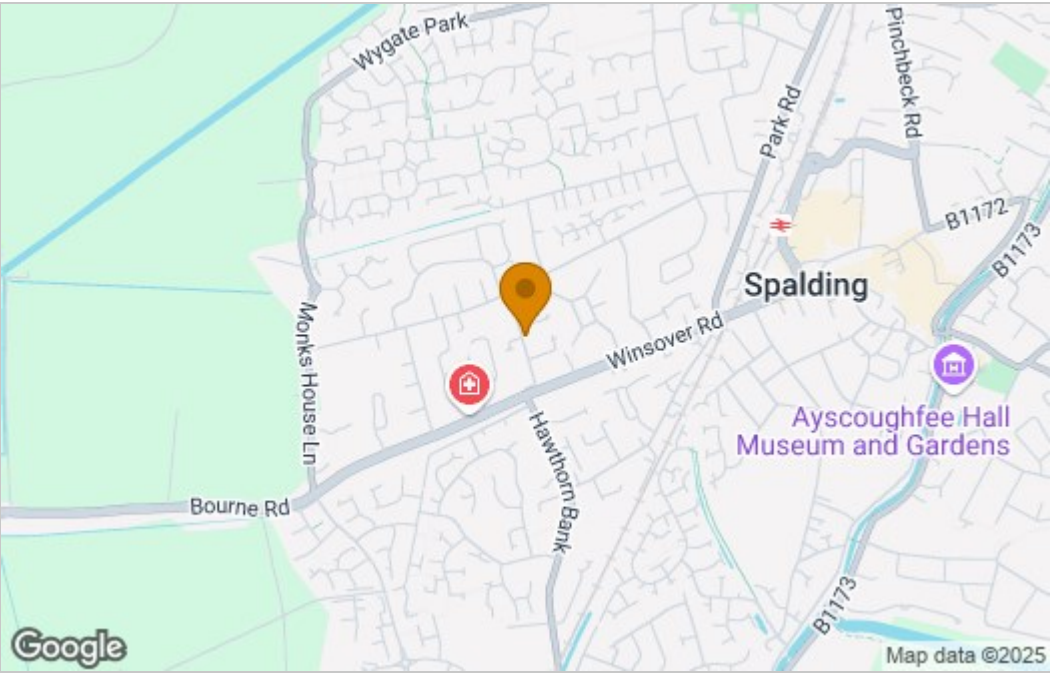 Wygate Park
Pinchbeck Rd
Park Rd
B1172
B1173
Spalding
Monks House Ln
Winsover Rd
Ayscoughfee Hall
Museum and Gardens
Hawthorn Bank
Bourne Rd
B1173
Google
Map data ©2025